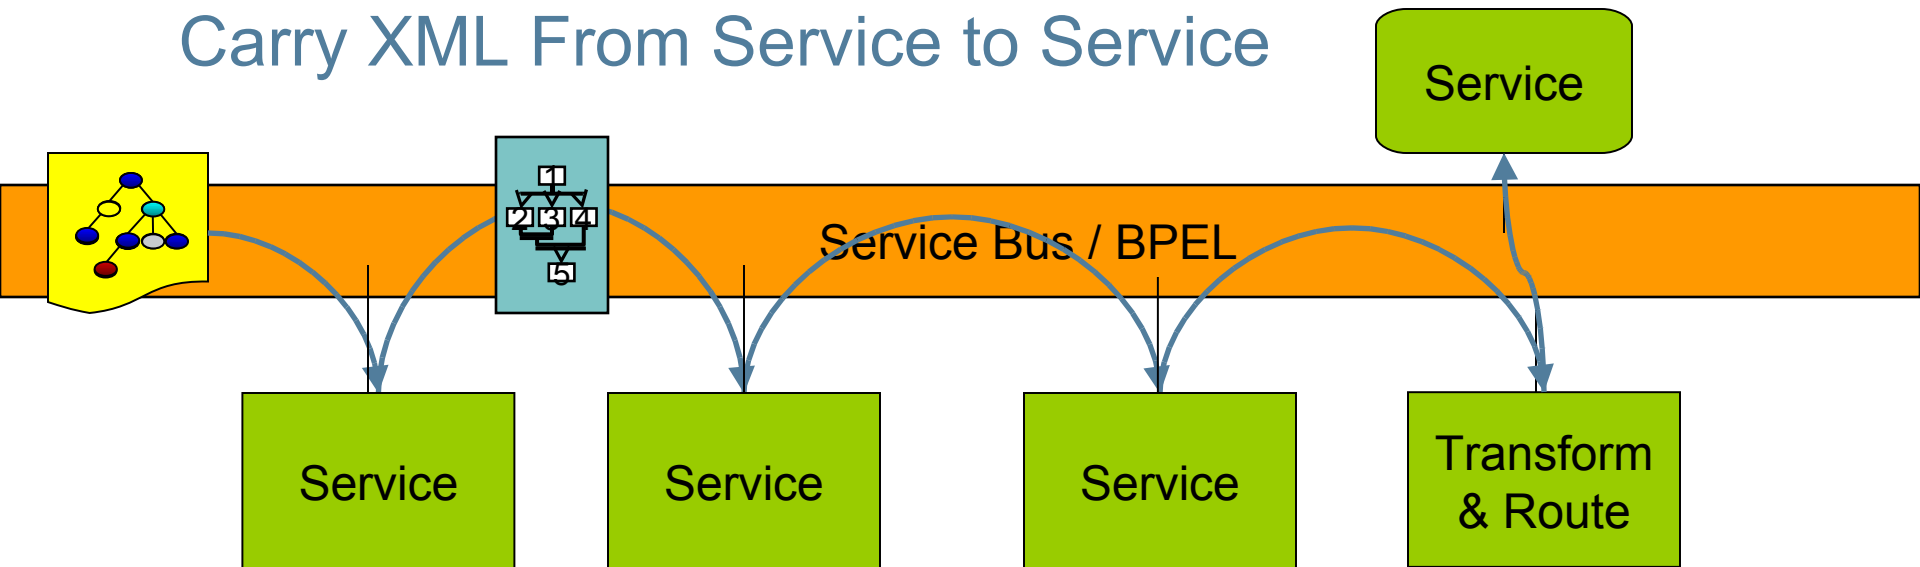 Carry XML From Service to Service
Service
1
2 3 4
5
Service Bus / BPEL
Service
Service
Service
Transform
& Route